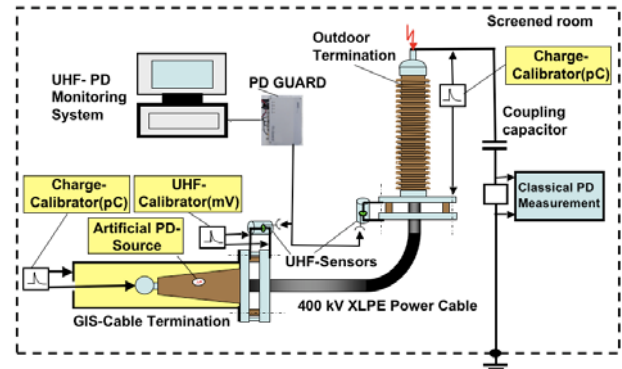 Screened room
Outdoor
Termination
Charge-
Calibrator(pC)
UHF- PD
Monitoring
System
PD GUARD
Coupling
capacitor
Classical PD
Measurement
Charge-
Calibrator(pC)
UHF-
Calibrator(mV)
Artificial PD-
Source
UHF-Sensors
400 kV XLPE Power Cable
GIS-Cable Termination